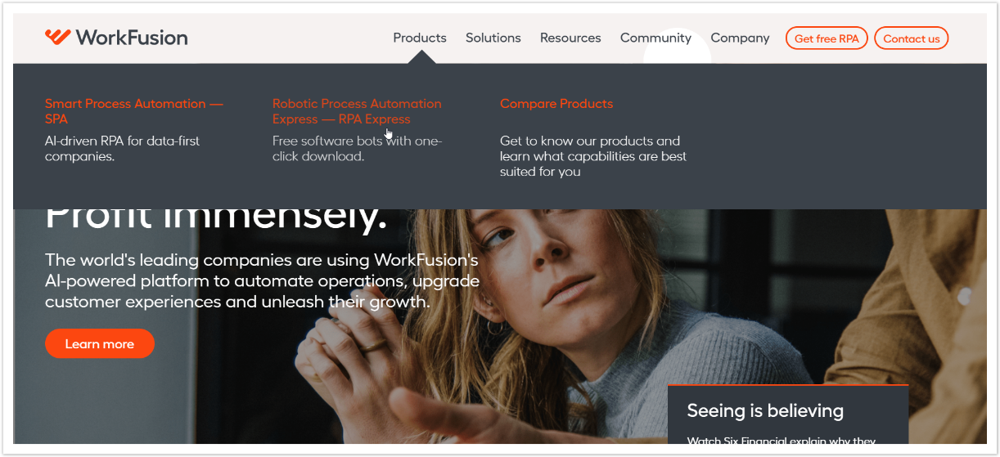 WorkFusion
Products
Solutions
Resources
Community
Company
Get free RPA
Contact us
Smart Process Automation —
SPA
AI-driven RPA for data-first
companies.
Robotic Process Automation
Express — RPA Express
Free software bots with one-
click download.
Compare Products
Get to know our products and
learn what capabilities are best
suited for you
Profit immensely.
The world's leading companies are using WorkFusion's
AI-powered platform to automate operations, upgrade
customer experiences and unleash their growth.
Learn more
Seeing is believing
Watch Six Financial explain why they